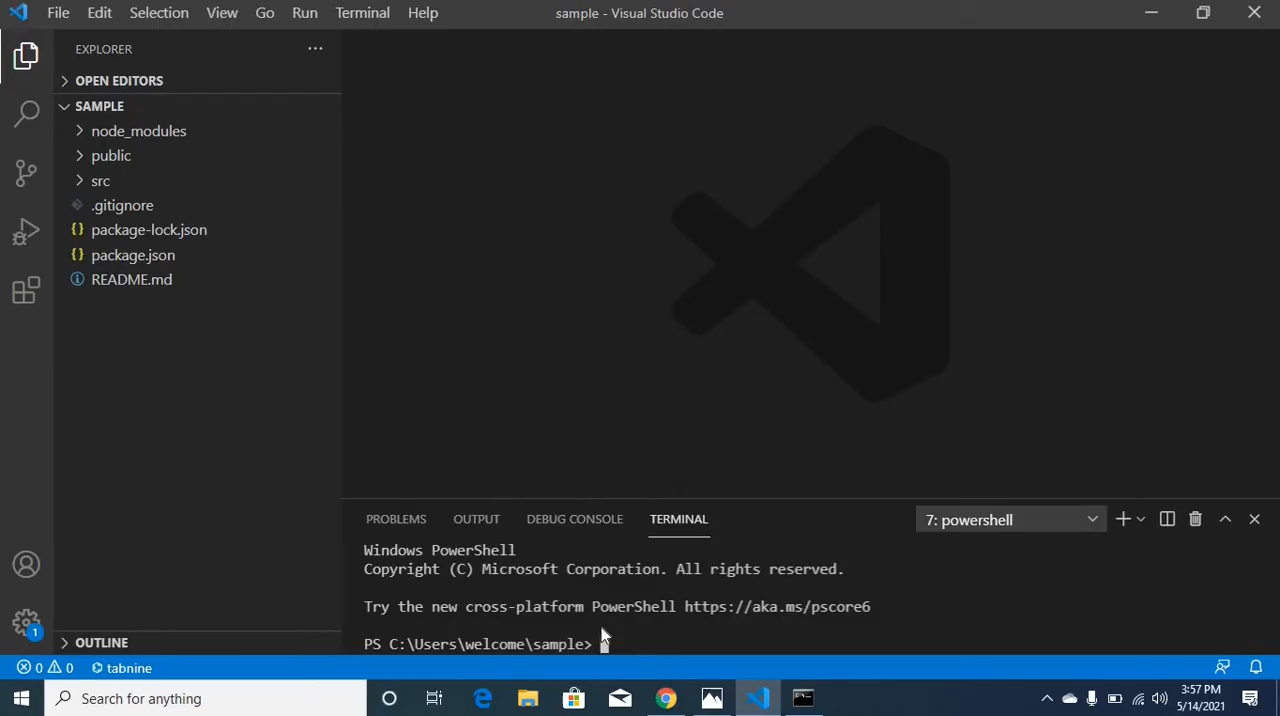 File Edit Selection View Go Run Terminal Help
sample - Visual Studio Code
EXPLORER
OPEN EDITORS
SAMPLE
node_modules
public
src
.gitignore
package-lock.json
package.json
README.md
OUTLINE
1
PROBLEMS OUTPUT DEBUG CONSOLE TERMINAL
7: powershell
Windows PowerShell
Copyright (C) Microsoft Corporation. All rights reserved.
Try the new cross-platform PowerShell https://aka.ms/pscore6
PS C:\Users\welcome\sample>
0 0 tabnine
Search for anything
3:57 PM
5/14/2021